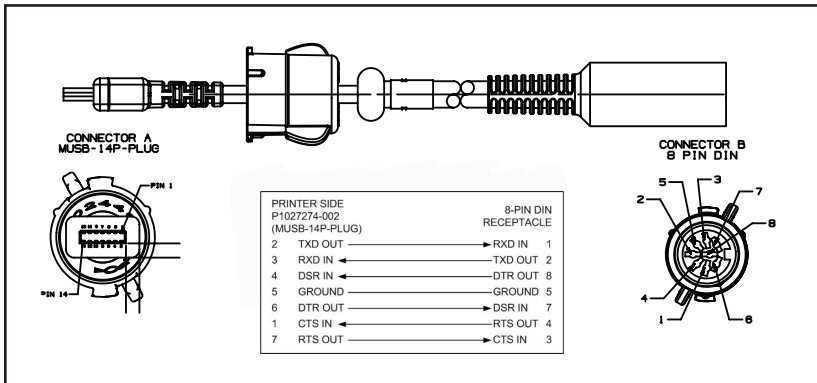 CONNECTOR A
MUSB-14P-PLUG
PIN 1
PIN 14
CONNECTOR B
8 PIN DIN
5
3
7
2
8
4
1
6
PRINTER SIDE
P1027274-002
(MUSB-14P-PLUG)
8-PIN DIN
RECEPTACLE
2 TXD OUT RXD IN 1
3 RXD IN TXD OUT 2
4 DSR IN DTR OUT 8
5 GROUND GROUND 5
6 DTR OUT DSR IN 7
1 CTS IN RTS OUT 4
7 RTS OUT CTS IN 3